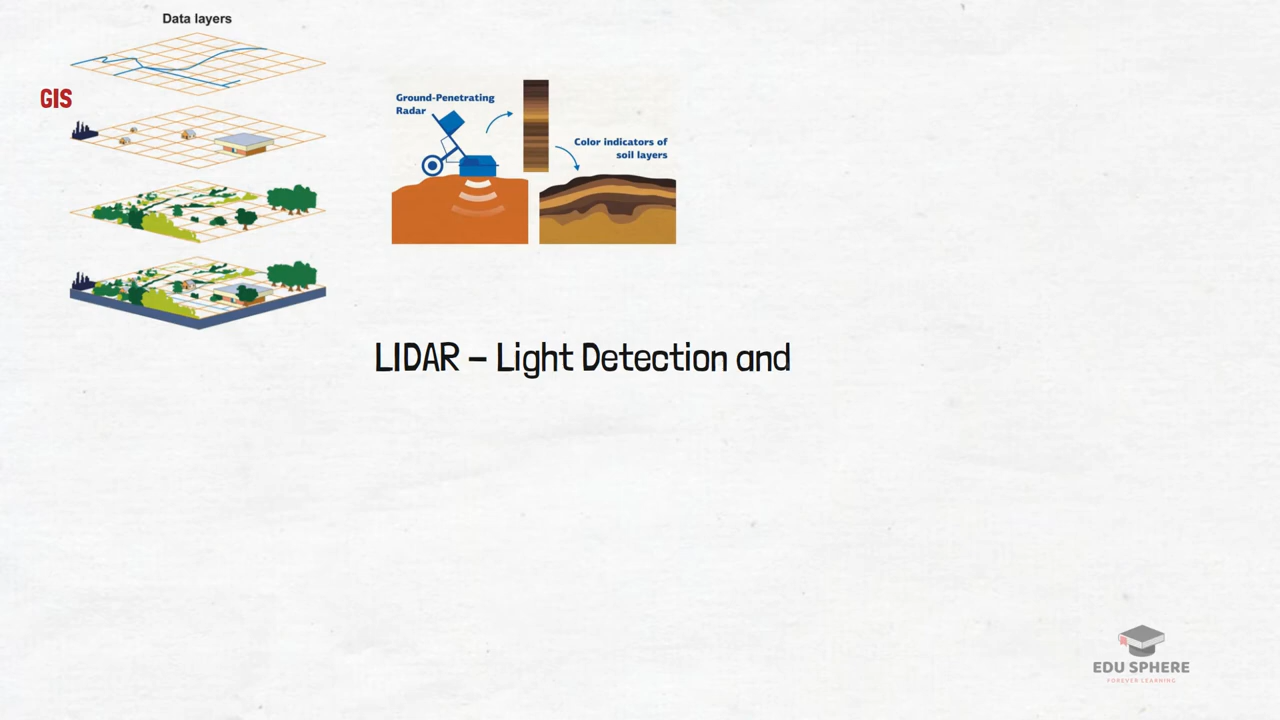 Data layers
GIS
Ground-Penetrating
Radar
Color indicators of
soil layers
LIDAR – Light Detection and
EDU SPHERE
FOREVER LEARNING